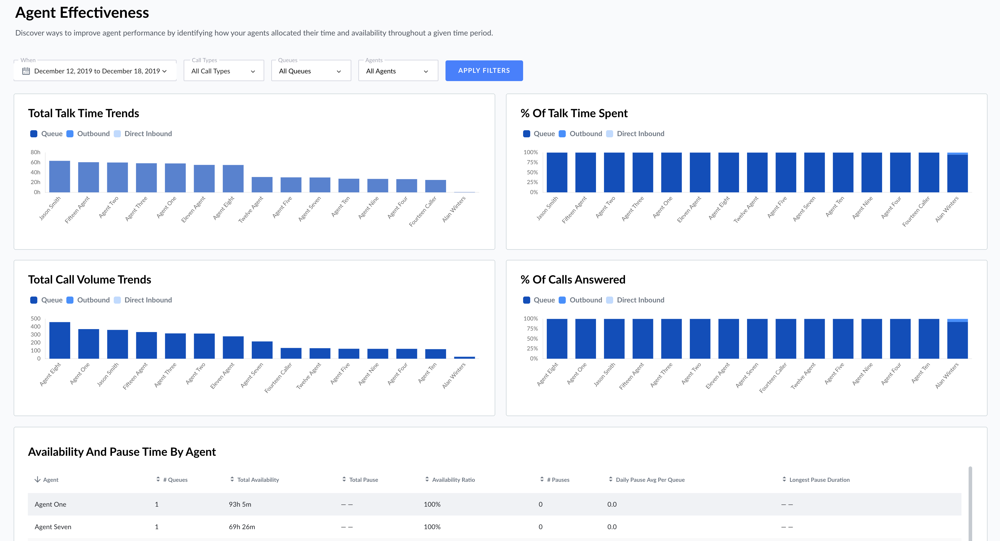 Agent Effectiveness
Discover ways to improve agent performance by identifying how your agents allocated their time and availability throughout a given time period.
When
December 12, 2019 to December 18, 2019
Call Types
All Call Types
Queues
All Queues
Agents
All Agents
APPLY FILTERS
Total Talk Time Trends
Queue Outbound Direct Inbound
80h
60h
40h
20h
0h
Jason Smith
Fifteen Agent
Agent Two
Agent Three
Agent One
Eleven Agent
Agent Eight
Twelve Agent
Agent Five
Agent Seven
Agent Ten
Agent Nine
Agent Four
Fourteen Caller
Alan Winters
% Of Talk Time Spent
Queue Outbound Direct Inbound
100%
75%
50%
25%
0%
Jason Smith
Fifteen Agent
Agent Two
Agent Three
Agent One
Eleven Agent
Agent Eight
Twelve Agent
Agent Five
Agent Seven
Agent Ten
Agent Nine
Agent Four
Fourteen Caller
Alan Winters
Total Call Volume Trends
Queue Outbound Direct Inbound
500
400
300
200
100
0
Agent Eight
Agent One
Jason Smith
Fifteen Agent
Agent Three
Agent Two
Eleven Agent
Agent Seven
Fourteen Caller
Twelve Agent
Agent Five
Agent Nine
Agent Four
Agent Ten
Alan Winters
% Of Calls Answered
Queue Outbound Direct Inbound
100%
75%
50%
25%
0%
Agent Eight
Agent One
Jason Smith
Fifteen Agent
Agent Three
Agent Two
Eleven Agent
Agent Seven
Fourteen Caller
Twelve Agent
Agent Five
Agent Nine
Agent Four
Agent Ten
Alan Winters
Availability And Pause Time By Agent
Agent # Queues Total Availability Total Pause Availability Ratio # Pauses Daily Pause Avg Per Queue Longest Pause Duration
Agent One 1 93h 5m — — 100% 0 0.0 — —
Agent Seven 1 69h 26m — — 100% 0 0.0 — —